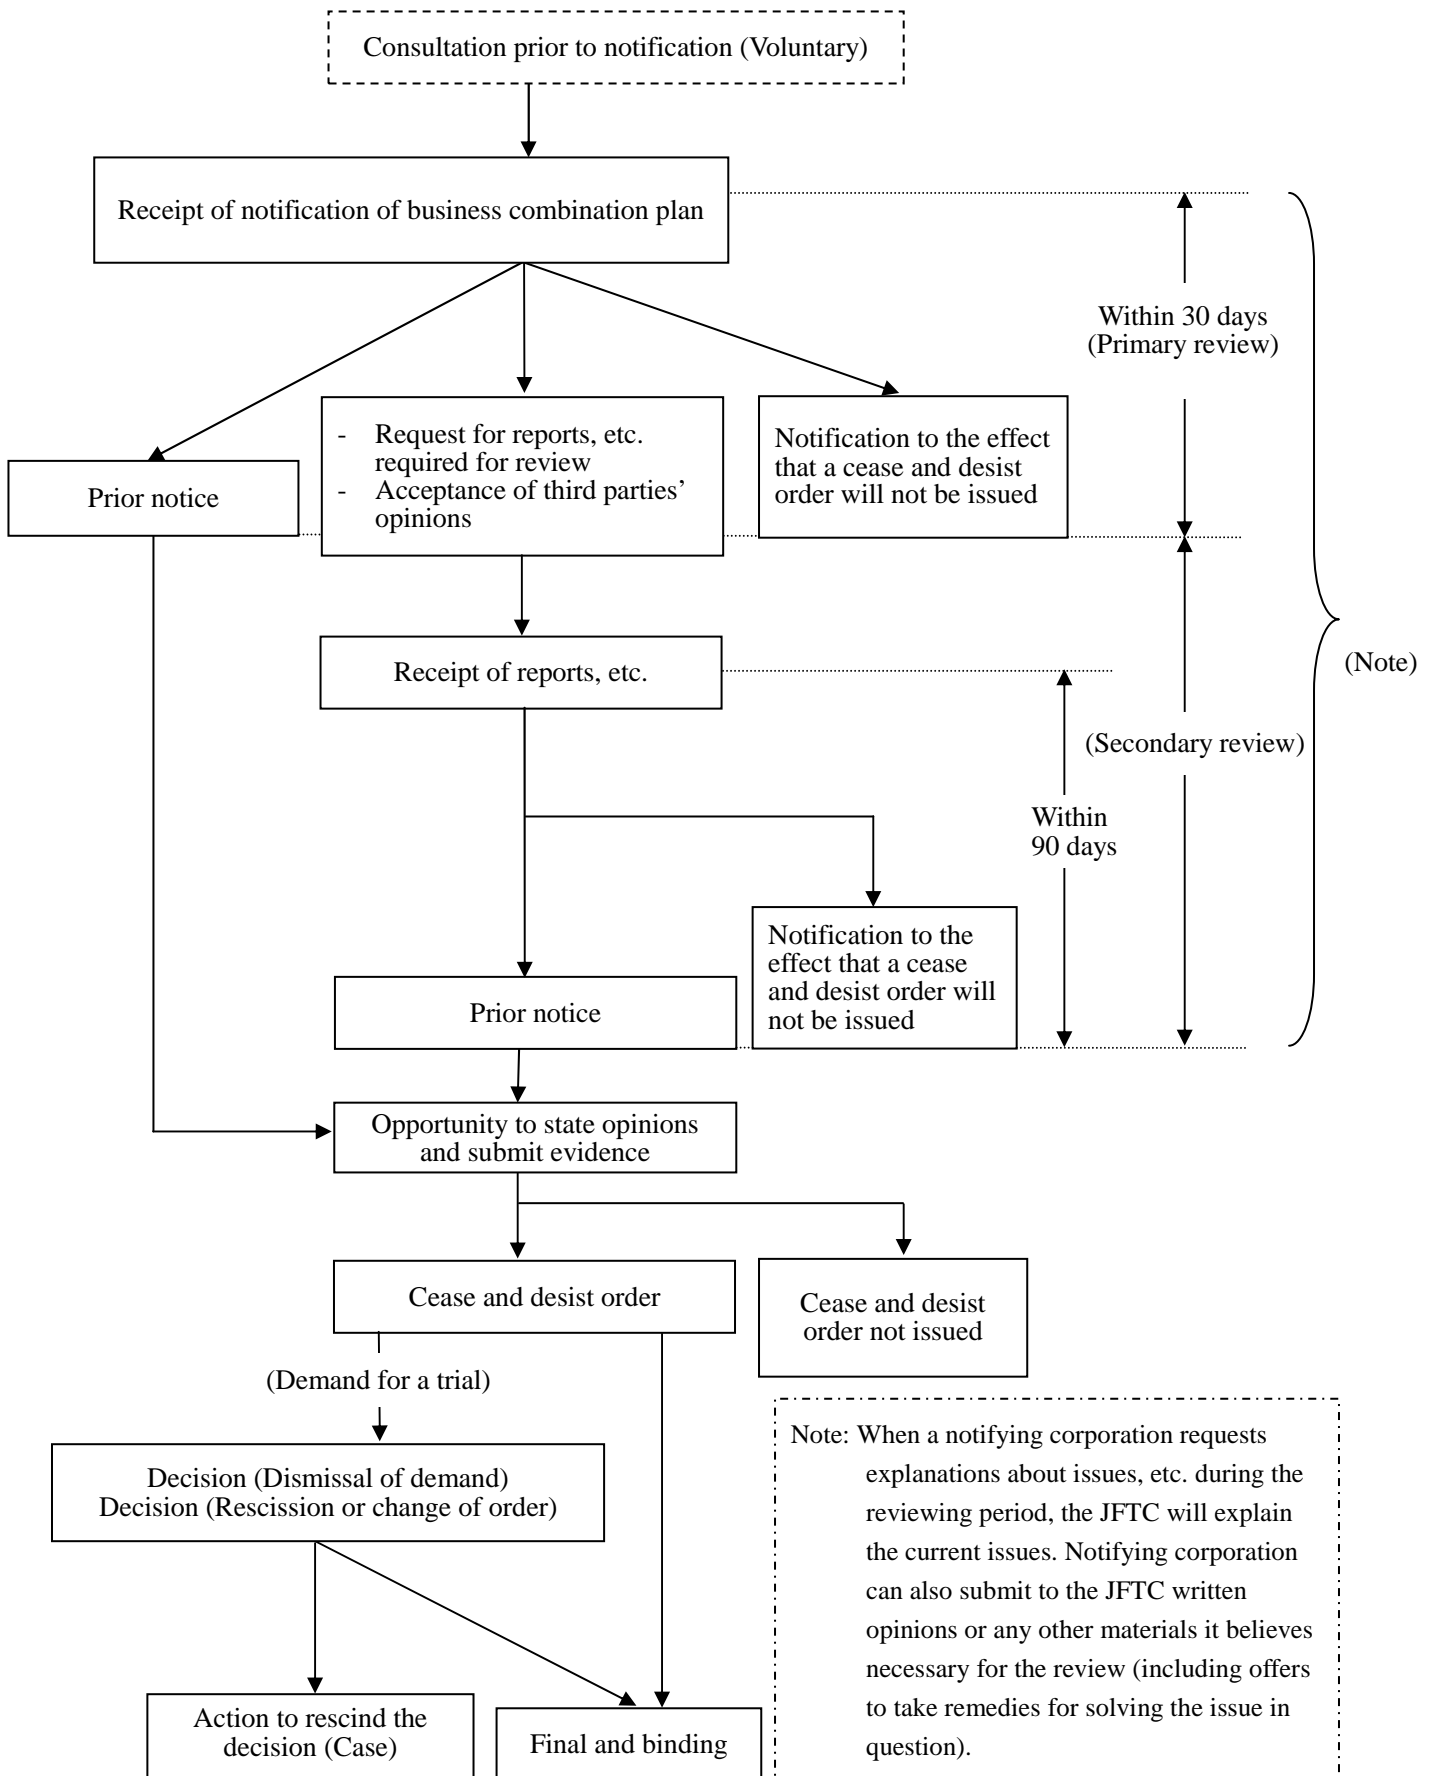 Consultation prior to notification (Voluntary)
Receipt of notification of business combination plan
Within 30 days
(Primary review)
Prior notice
- Request for reports, etc.
required for review
- Acceptance of third parties’
opinions
Notification to the effect
that a cease and desist
order will not be issued
Receipt of reports, etc.
(Note)
(Secondary review)
Within
90 days
Notification to the
effect that a cease
and desist order will
not be issued
Prior notice
Opportunity to state opinions
and submit evidence
Cease and desist order
Cease and desist
order not issued
(Demand for a trial)
Decision (Dismissal of demand)
Decision (Rescission or change of order)
Action to rescind the
decision (Case)
Final and binding
Note: When a notifying corporation requests
explanations about issues, etc. during the
reviewing period, the JFTC will explain
the current issues. Notifying corporation
can also submit to the JFTC written
opinions or any other materials it believes
necessary for the review (including offers
to take remedies for solving the issue in
question).